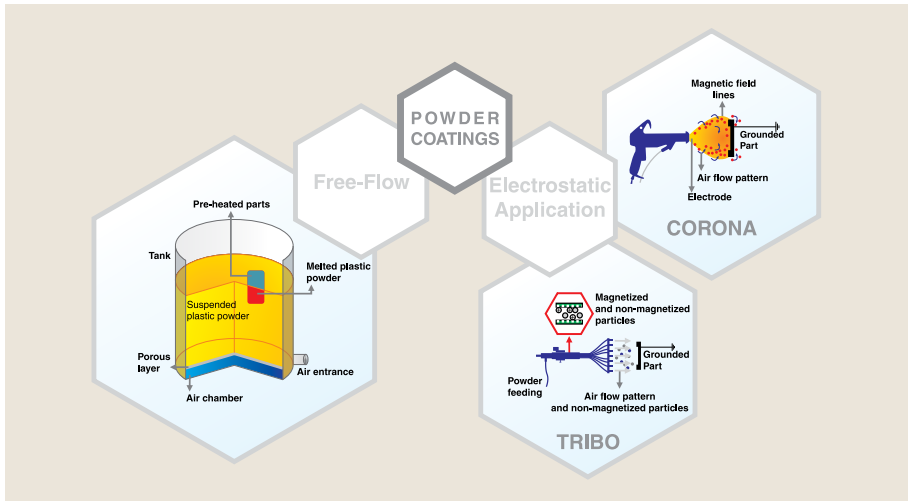 POWDER
COATINGS
Free-Flow
Pre-heated parts
Tank
Melted plastic
powder
Suspended
plastic powder
Porous
layer
Air entrance
Air chamber
Electrostatic
Application
Magnetic field
lines
Grounded
Part
Air flow pattern
Electrode
CORONA
Magnetized
and non-magnetized
particles
Grounded
Part
Powder
feeding
Air flow pattern
and non-magnetized particles
TRIBO